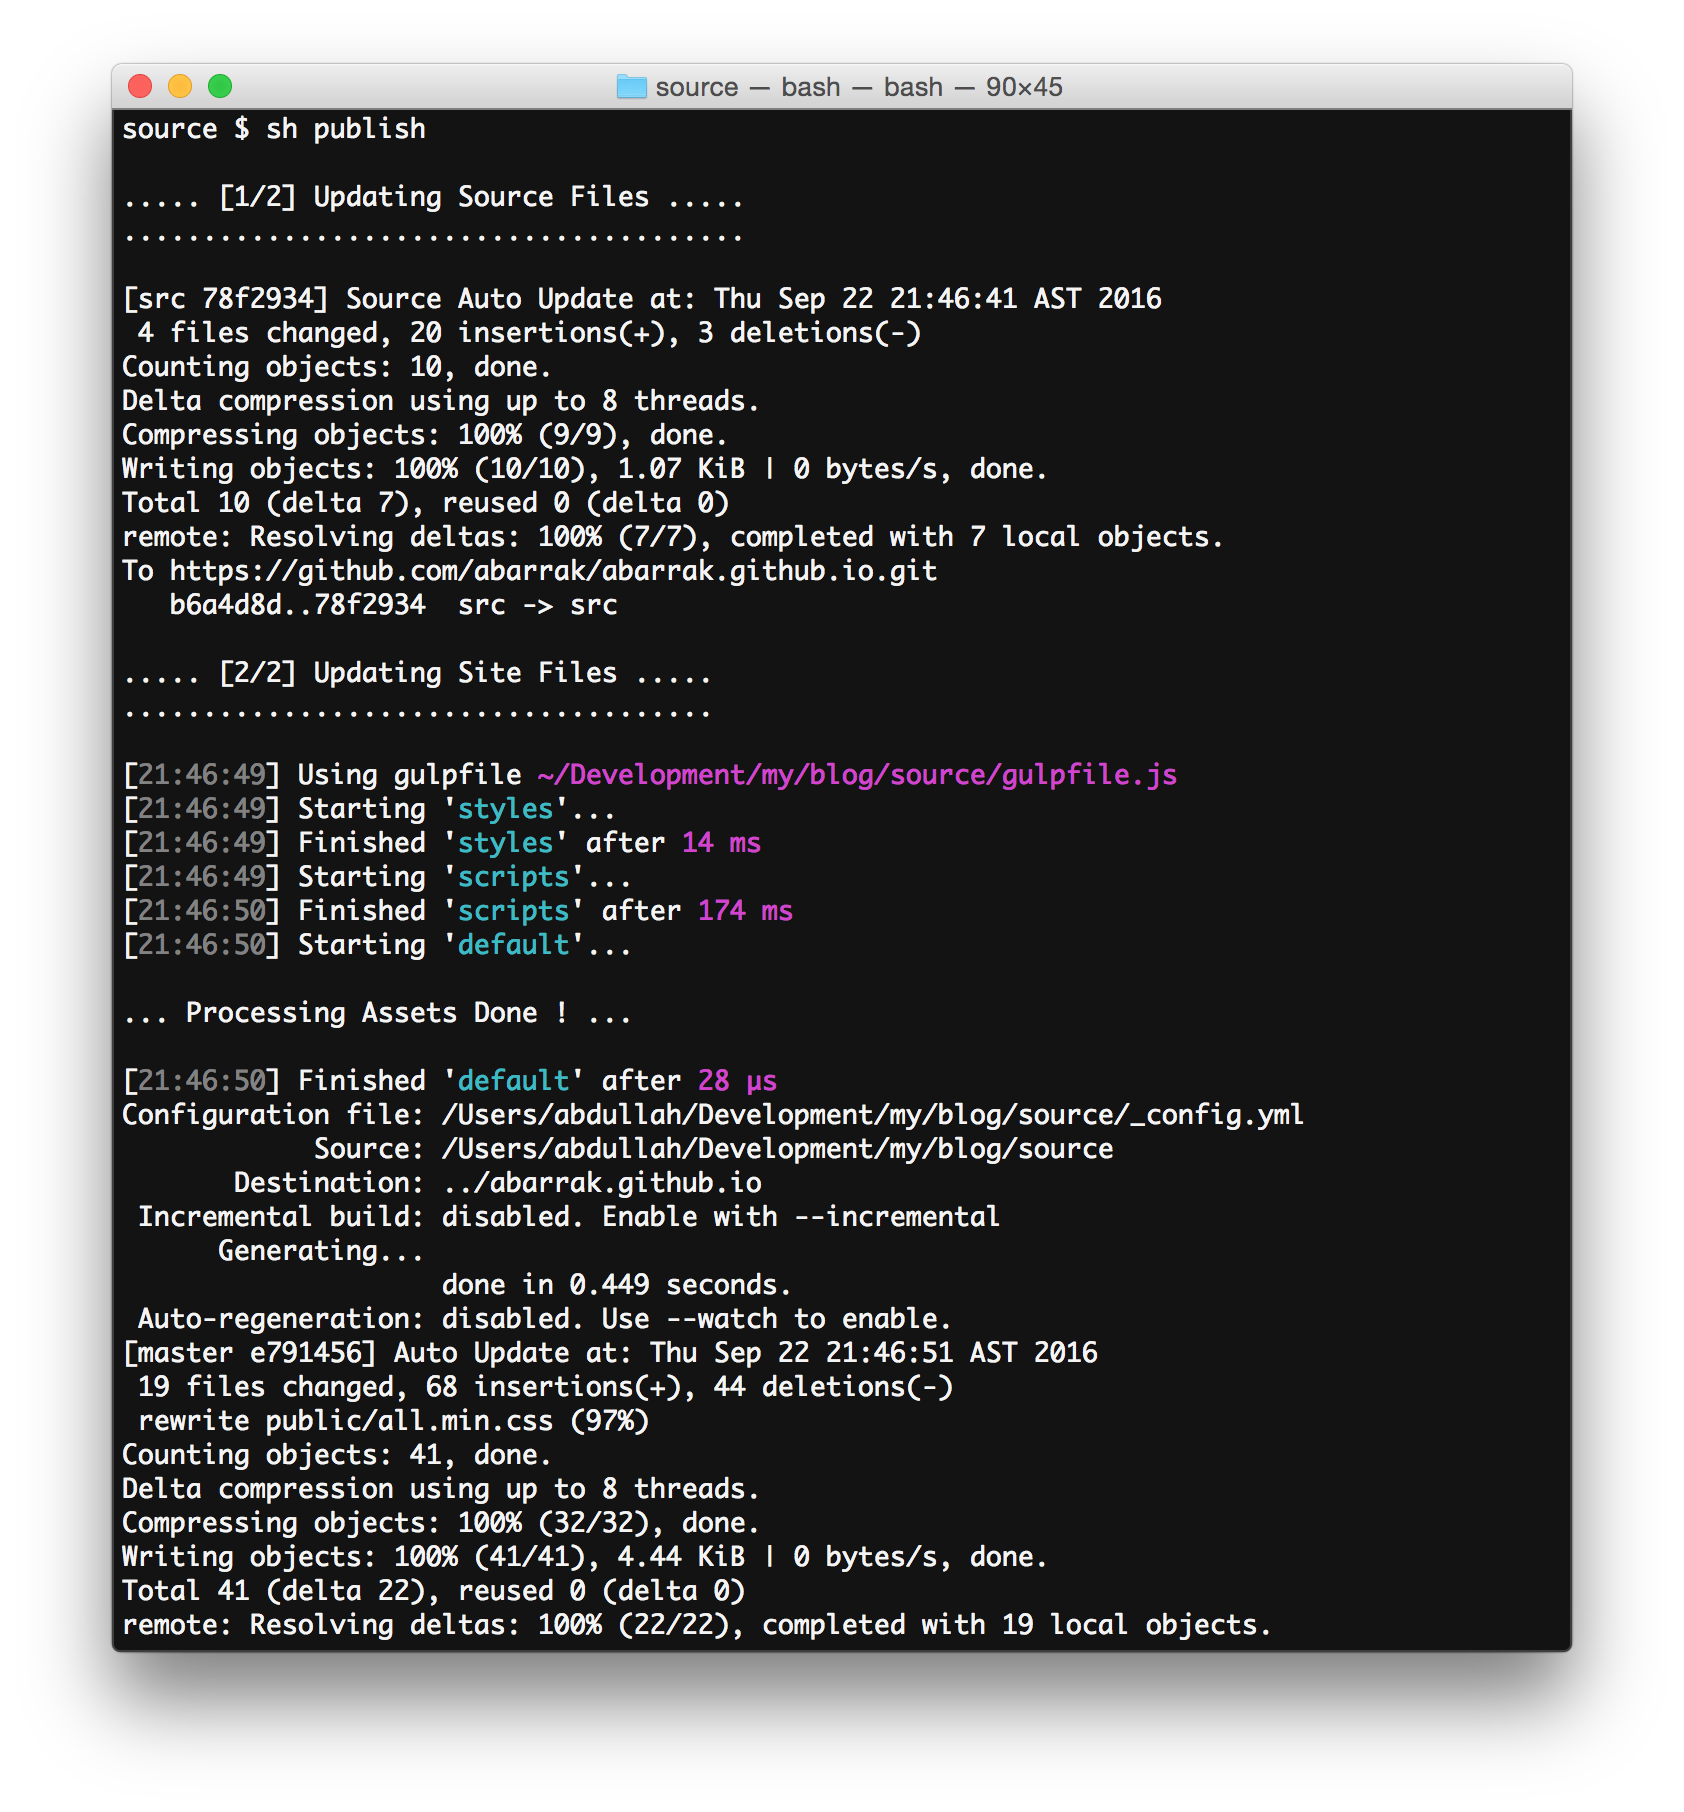 source — bash — bash — 90×45
source $ sh publish
..... [1/2] Updating Source Files .....
.......................................
[src 78f2934] Source Auto Update at: Thu Sep 22 21:46:41 AST 2016
 4 files changed, 20 insertions(+), 3 deletions(-)
Counting objects: 10, done.
Delta compression using up to 8 threads.
Compressing objects: 100% (9/9), done.
Writing objects: 100% (10/10), 1.07 KiB | 0 bytes/s, done.
Total 10 (delta 7), reused 0 (delta 0)
remote: Resolving deltas: 100% (7/7), completed with 7 local objects.
To https://github.com/abarrak/abarrak.github.io.git
   b6a4d8d..78f2934  src -> src
..... [2/2] Updating Site Files .....
.....................................
[21:46:49] Using gulpfile ~/Development/my/blog/source/gulpfile.js
[21:46:49] Starting 'styles'...
[21:46:49] Finished 'styles' after 14 ms
[21:46:49] Starting 'scripts'...
[21:46:50] Finished 'scripts' after 174 ms
[21:46:50] Starting 'default'...
... Processing Assets Done ! ...
[21:46:50] Finished 'default' after 28 μs
Configuration file: /Users/abdullah/Development/my/blog/source/_config.yml
            Source: /Users/abdullah/Development/my/blog/source
       Destination: ../abarrak.github.io
 Incremental build: disabled. Enable with --incremental
      Generating...
                    done in 0.449 seconds.
 Auto-regeneration: disabled. Use --watch to enable.
[master e791456] Auto Update at: Thu Sep 22 21:46:51 AST 2016
 19 files changed, 68 insertions(+), 44 deletions(-)
 rewrite public/all.min.css (97%)
Counting objects: 41, done.
Delta compression using up to 8 threads.
Compressing objects: 100% (32/32), done.
Writing objects: 100% (41/41), 4.44 KiB | 0 bytes/s, done.
Total 41 (delta 22), reused 0 (delta 0)
remote: Resolving deltas: 100% (22/22), completed with 19 local objects.